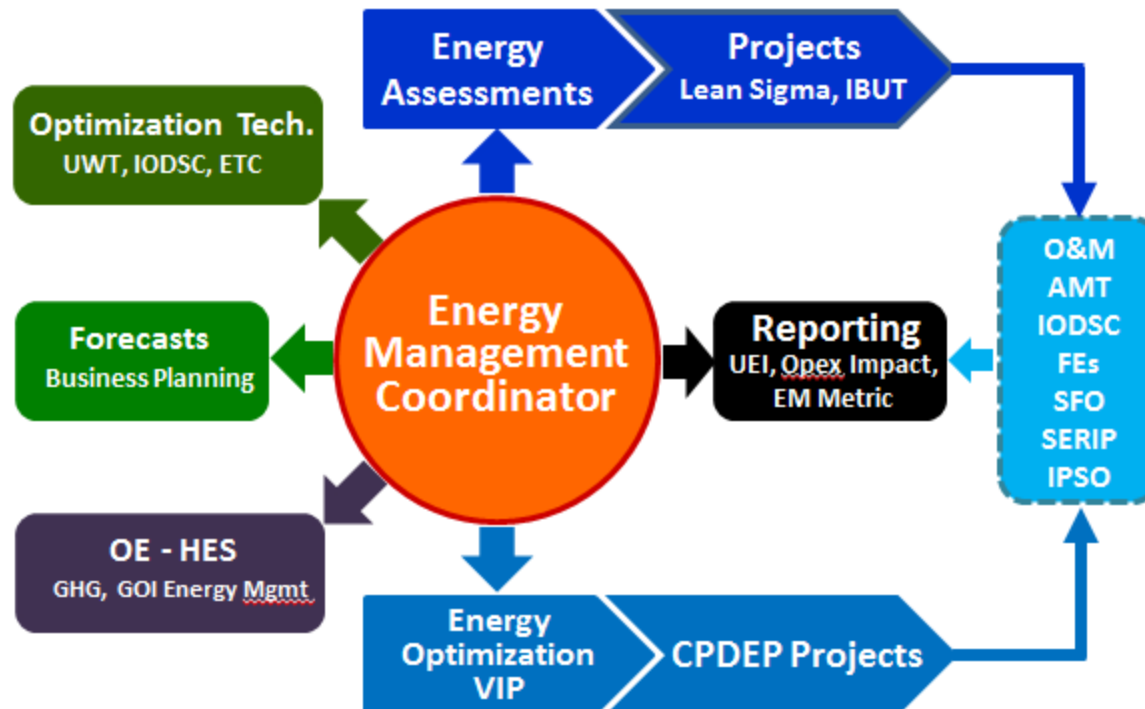 Energy
Assessments
Projects
Lean Sigma, IBUT
Optimization Tech.
UWT, IODSC, ETC
Forecasts
Business Planning
OE - HES
GHG, GOI Energy Mgmt
Energy
Management
Coordinator
Reporting
UEI, Opex Impact,
EM Metric
O&M
AMT
IODSC
FEs
SFO
SERIP
IPSO
Energy
Optimization
VIP
CPDEP Projects